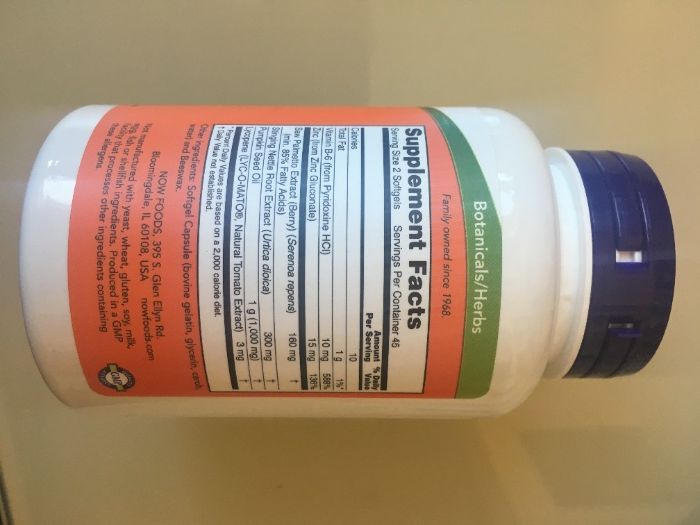 Botanicals/Herbs
Family owned since 1968.
Supplement Facts
Serving Size 2 Softgels Servings Per Container 45
Amount Per Serving % Daily Value
Calories 10
Total Fat 1 g 1%*
Vitamin B-6 (from Pyridoxine HCl) 10 mg 588%
Zinc (from Zinc Gluconate) 15 mg 136%
Saw Palmetto Extract (Berry) (Serenoa repens) 160 mg †
(min. 85% Fatty Acids)
Stinging Nettle Root Extract (Urtica dioica) 300 mg †
Pumpkin Seed Oil 1 g (1,000 mg) †
Lycopene (LYC-O-MATO®, Natural Tomato Extract) 3 mg †
* Percent Daily Values are based on a 2,000 calorie diet.
† Daily Value not established.
Other ingredients: Softgel Capsule (bovine gelatin, glycerin, carob
water) and Beeswax.
NOW FOODS, 395 S. Glen Ellyn Rd.
Bloomingdale, IL 60108, USA nowfoods.com
Not manufactured with yeast, wheat, gluten, soy, milk,
egg, fish or shellfish ingredients. Produced in a GMP
facility that processes other ingredients containing
these allergens.
GMP